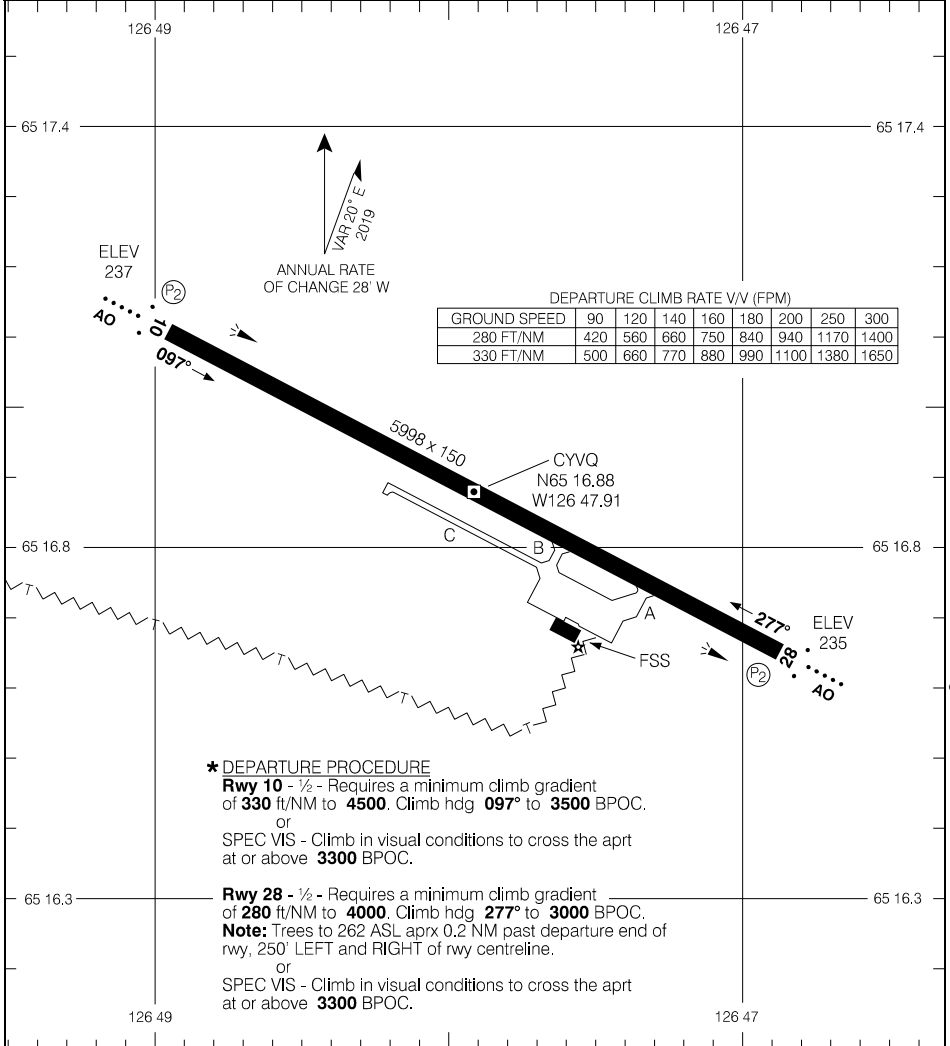 126 49
126 47
65 17.4
65 17.4
VAR 20° E
2019
ANNUAL RATE
OF CHANGE 28' W
ELEV
237
P2
AO
10
097°
DEPARTURE CLIMB RATE V/V (FPM)
GROUND SPEED 90 120 140 160 180 200 250 300
280 FT/NM 420 560 660 750 840 940 1170 1400
330 FT/NM 500 660 770 880 990 1100 1380 1650
5998 x 150
CYVQ
N65 16.88
W126 47.91
C
B
65 16.8
65 16.8
A
277°
28
ELEV
235
FSS
P2
AO
T
T
T
T
* DEPARTURE PROCEDURE
Rwy 10 - ½ - Requires a minimum climb gradient
of 330 ft/NM to 4500. Climb hdg 097° to 3500 BPOC.
or
SPEC VIS - Climb in visual conditions to cross the aprt
at or above 3300 BPOC.
65 16.3
65 16.3
Rwy 28 - ½ - Requires a minimum climb gradient
of 280 ft/NM to 4000. Climb hdg 277° to 3000 BPOC.
Note: Trees to 262 ASL aprx 0.2 NM past departure end of
rwy, 250' LEFT and RIGHT of rwy centreline.
or
SPEC VIS - Climb in visual conditions to cross the aprt
at or above 3300 BPOC.
126 49
126 47